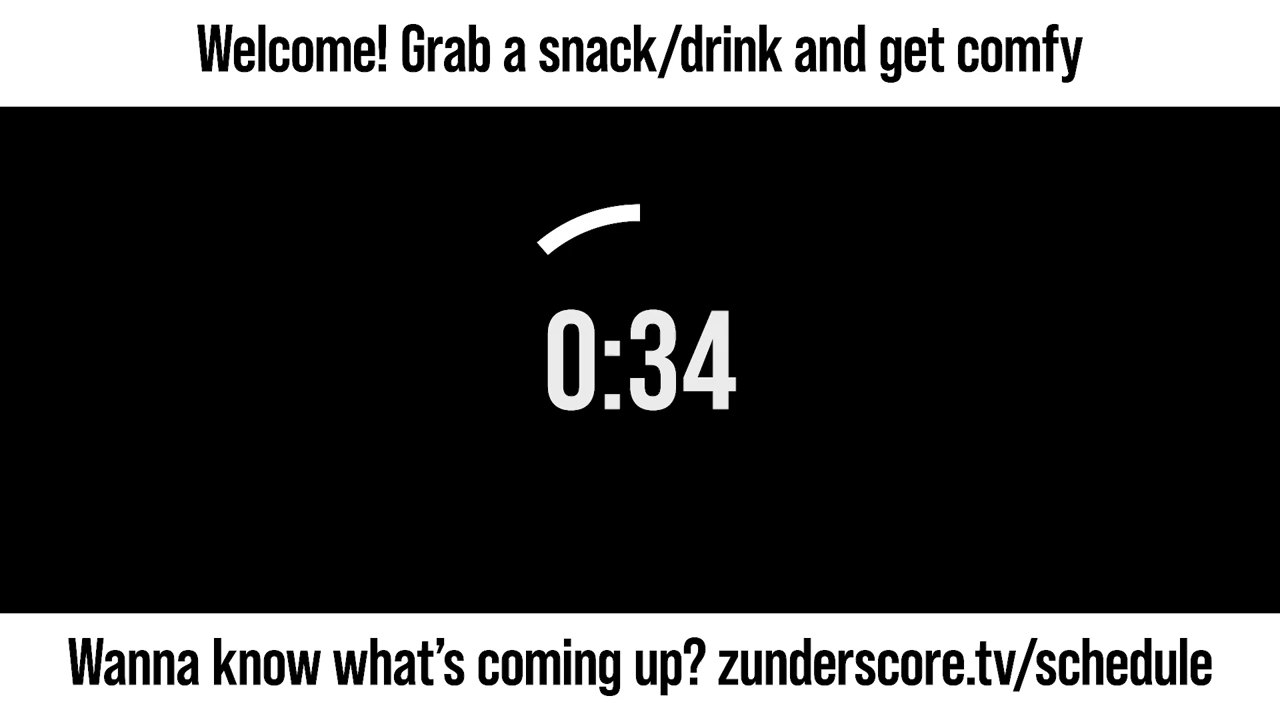 Welcome! Grab a snack/drink and get comfy
0:34
Wanna know what’s coming up? zunderscore.tv/schedule